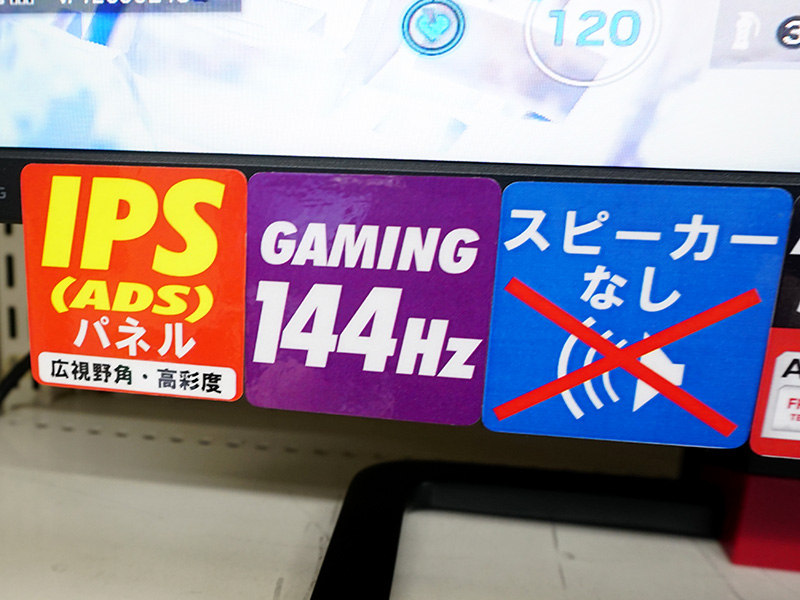 120
IPS
(ADS)
パネル
広視野角・高彩度
GAMING
144Hz
スピーカー
なし